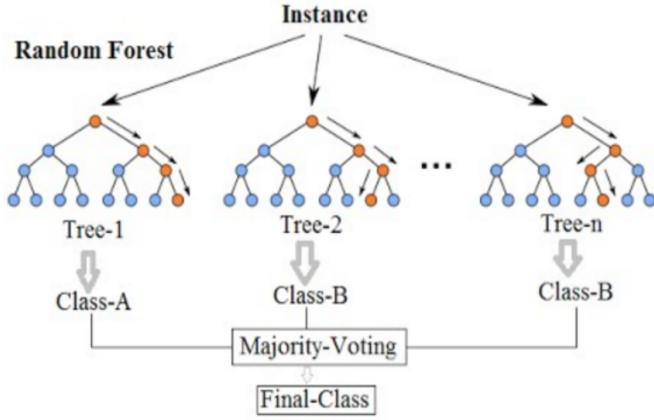 Instance
Random Forest
...
Tree-1
Tree-2
Tree-n
Class-A
Class-B
Class-B
Majority-Voting
Final-Class